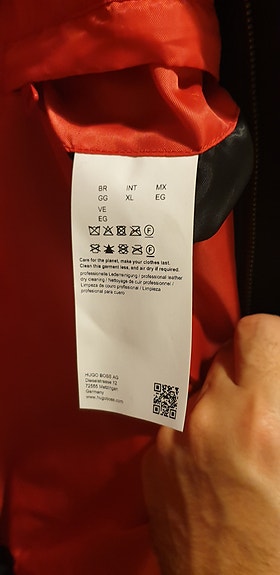 BR INT MX
GG XL EG
VE
EG
Care for the planet, make your clothes last.
Clean this garment less, and air dry if required.
professionelle Lederreinigung / professional leather
dry cleaning / Nettoyage de cuir professionnel /
Limpieza de cuero profesional / Limpeza
profissional para couro
HUGO BOSS AG
Dieselstrasse 12
72555 Metzingen
Germany
www.hugoboss.com